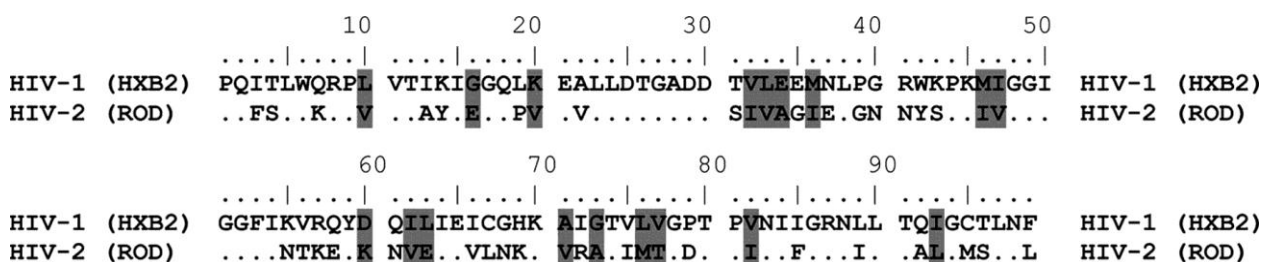 10 20 30 40 50
....|....| ....|....| ....|....| ....|....| ....|....|
HIV-1 (HXB2) PQITLWQRPL VTIKIGGQLK EALLDTGADD TVLEEMNLPG RWKPKMIGGI HIV-1 (HXB2)
HIV-2 (ROD) ..FS..K..V ..AY.E..PV .V........ SIVAGIE.GN NYS..IV... HIV-2 (ROD)
60 70 80 90
....|....| ....|....| ....|....| ....|....| ....|....
HIV-1 (HXB2) GGFIKVRQYD QILIEICGHK AIGTVLVGPT PVNIIGRNLL TQIGCTLNF HIV-1 (HXB2)
HIV-2 (ROD) ....NTKE.K NVE..VLNK. VRA.IMT.D. .I..F...I. .AL.MS..L HIV-2 (ROD)